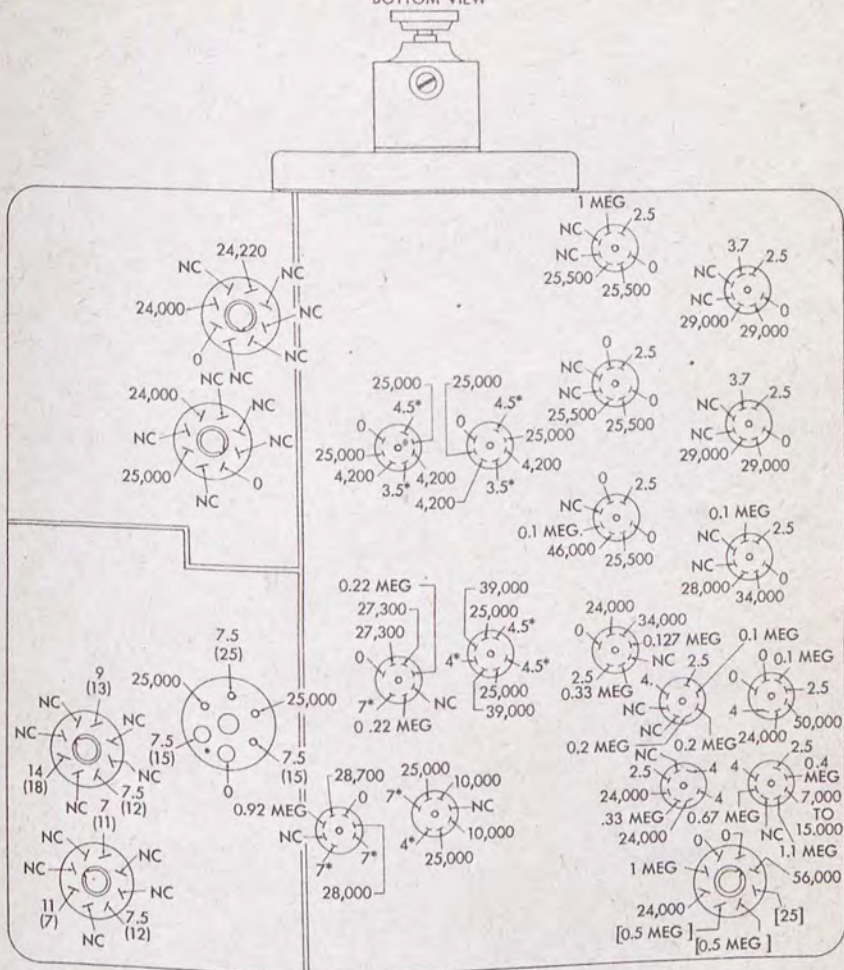 BOTTOM VIEW
1 MEG
2.5
NC
NC
0
25,500
25,500
3.7
2.5
NC
NC
0
29,000
29,000
24,220
NC
NC
24,000
NC
0
NC
NC
NC
24,000
NC
NC
NC
NC
25,000
0
NC
25,000
4.5*
0
25,000
4,200
4,200
3.5*
25,000
4.5*
0
25,000
4,200
4,200
3.5*
0
2.5
NC
NC
0
25,500
25,500
3.7
2.5
NC
NC
0
29,000
29,000
0
2.5
NC
0.1 MEG.
0
46,000
25,500
0.1 MEG
2.5
NC
NC
0
28,000
34,000
0.22 MEG
27,300
27,300
0
7*
NC
0.22 MEG
39,000
25,000
4.5*
4*
4.5*
25,000
39,000
24,000
34,000
0
0.127 MEG
NC
2.5
0.33 MEG
2.5
0.1 MEG
4
NC
NC
0.2 MEG
0.2 MEG
0
0.1 MEG
0
2.5
4
50,000
24,000
9
(13)
NC
NC
NC
NC
14
(18)
NC
7.5
(12)
7.5
(25)
25,000
25,000
7.5
(15)
*
7.5
(15)
0
7
(11)
NC
NC
NC
NC
11
(7)
NC
7.5
(12)
28,700
0
0.92 MEG
NC
7*
7*
28,000
25,000
10,000
7*
NC
4*
10,000
25,000
NC
2.5
4
24,000
4
.33 MEG
24,000
2.5
4
0.4
MEG
7,000
TO
15.000
0.67 MEG
NC
1.1 MEG
0
0
1 MEG
56,000
24,000
[25]
[0.5 MEG ]
[0.5 MEG ]